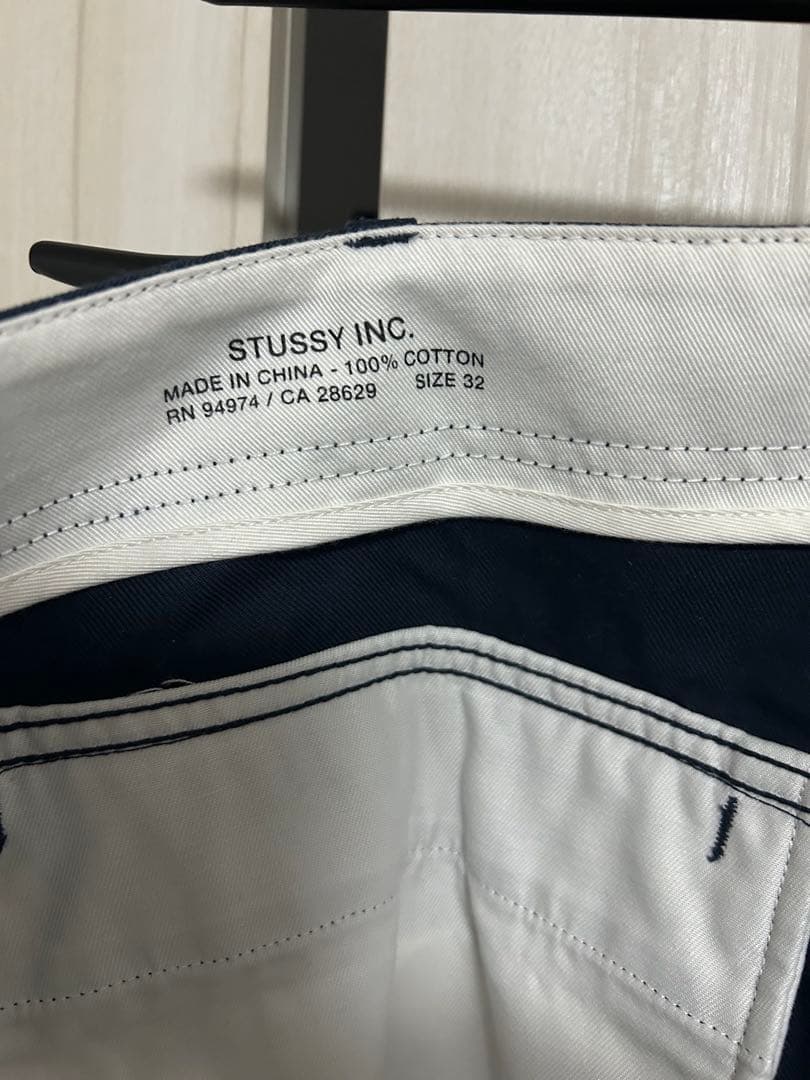 STUSSY INC.
MADE IN CHINA - 100% COTTON
RN 94974 / CA 28629 SIZE 32